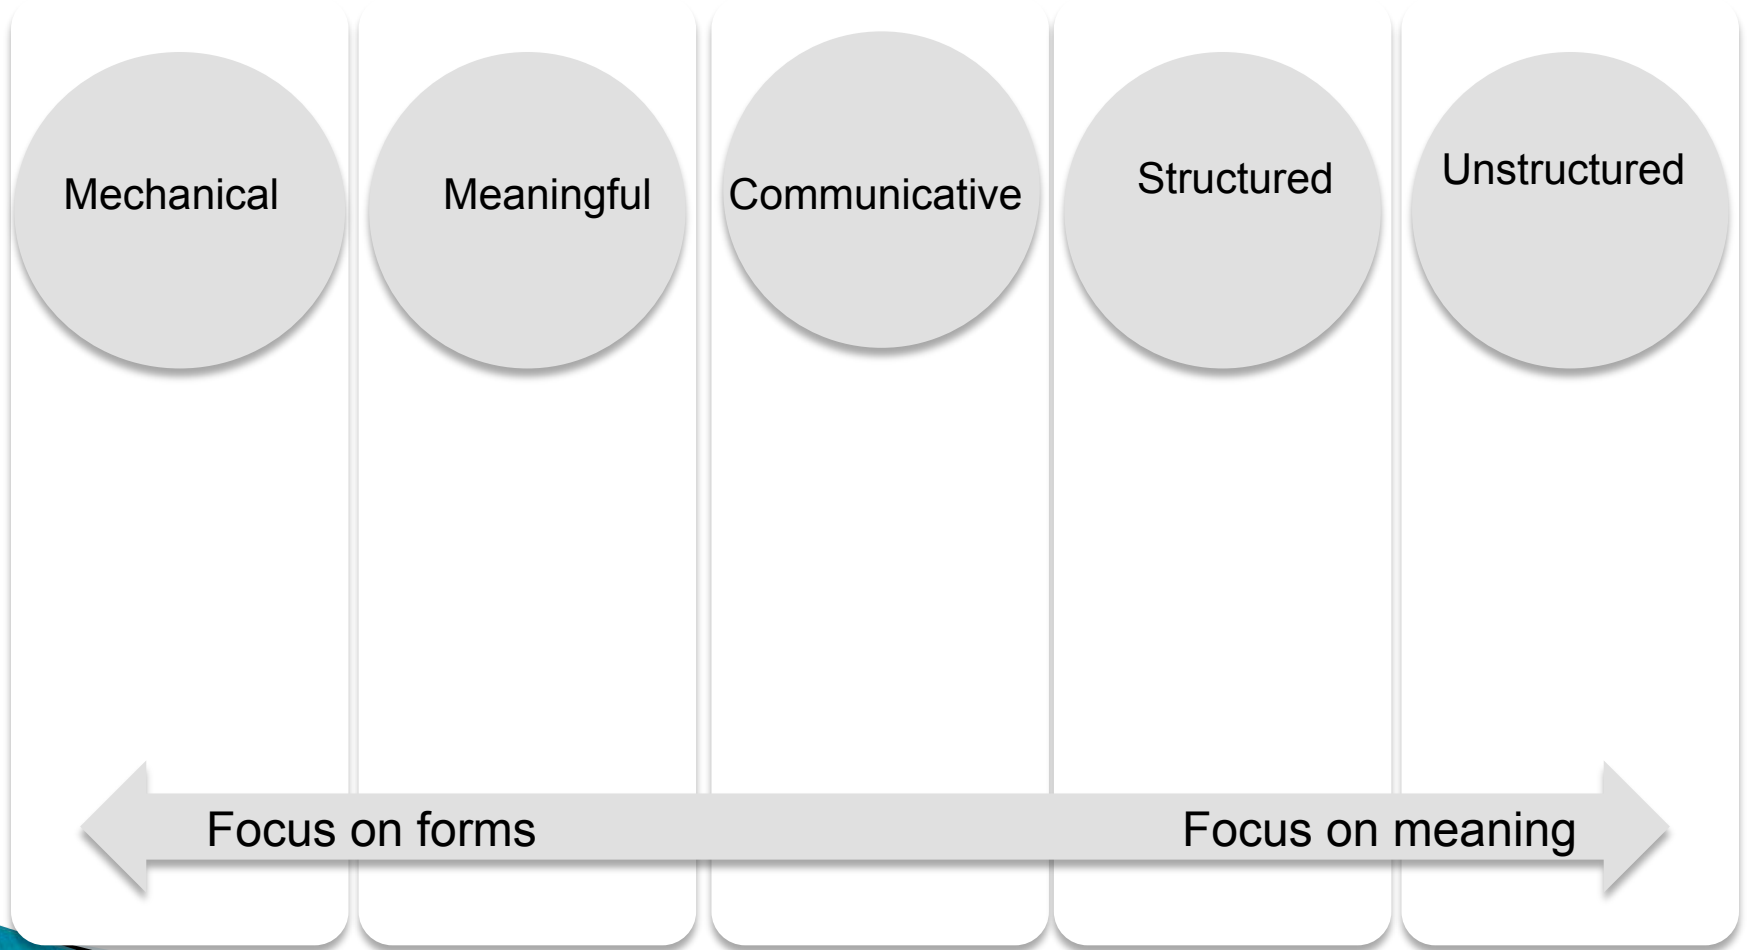 Mechanical
Meaningful
Communicative
Structured
Unstructured
Focus on forms
Focus on meaning